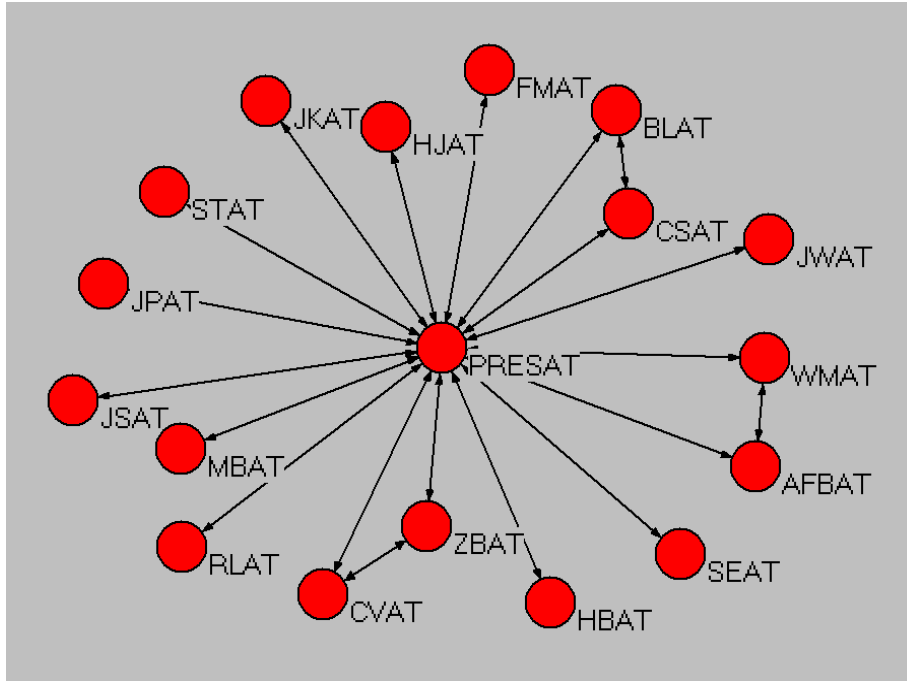 FMAT
JKAT
HJAT
BLAT
STAT
CSAT
JWAT
JPAT
PRESAT
WMAT
JSAT
MBAT
AFBAT
ZBAT
RLAT
SEAT
CVAT
HBAT